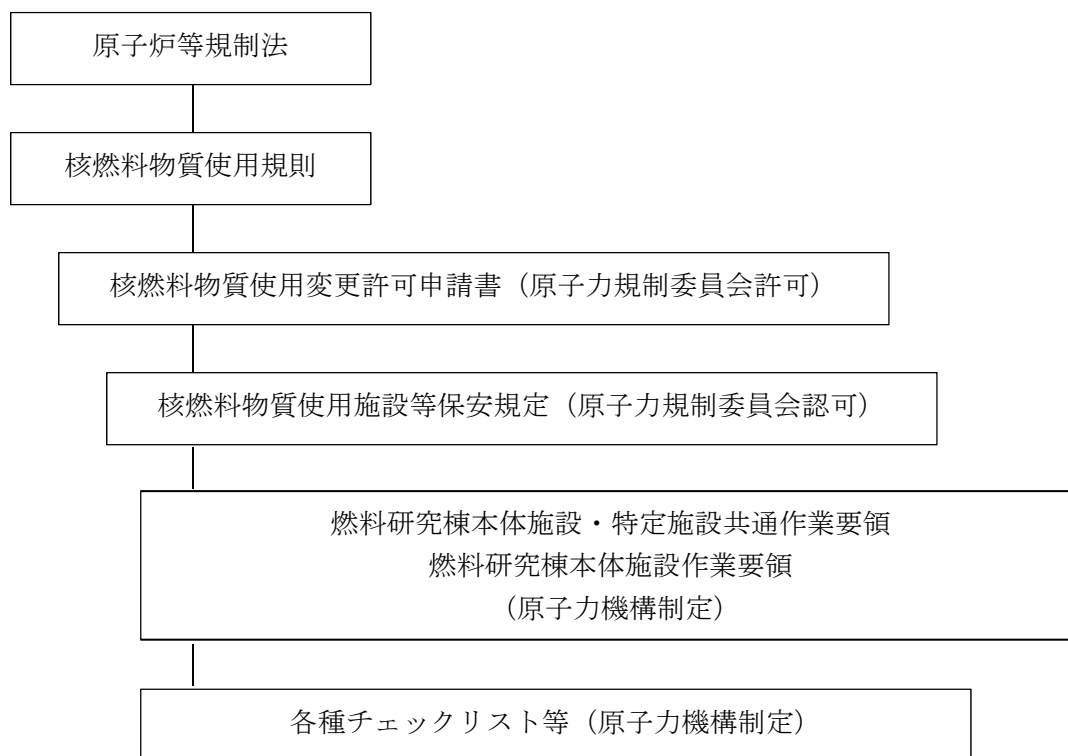 原子炉等規制法
核燃料物質使用規則
核燃料物質使用変更許可申請書（原子力規制委員会許可）
核燃料物質使用施設等保安規定（原子力規制委員会認可）
燃料研究棟本体施設・特定施設共通作業要領
燃料研究棟本体施設作業要領
（原子力機構制定）
各種チェックリスト等（原子力機構制定）